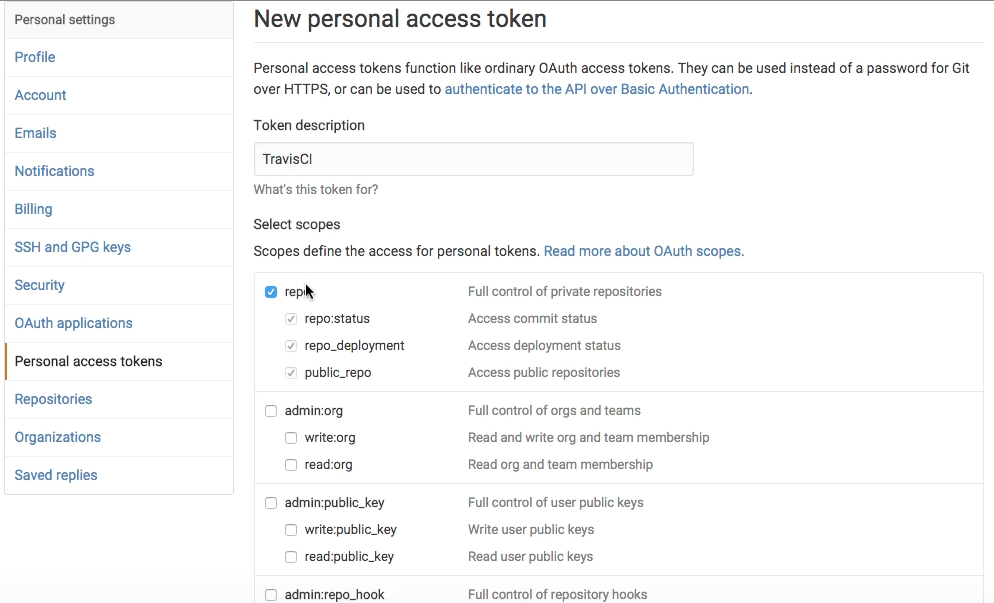 Personal settings
Profile
Account
Emails
Notifications
Billing
SSH and GPG keys
Security
OAuth applications
Personal access tokens
Repositories
Organizations
Saved replies
New personal access token
Personal access tokens function like ordinary OAuth access tokens. They can be used instead of a password for Git
over HTTPS, or can be used to authenticate to the API over Basic Authentication.
Token description
TravisCI
What's this token for?
Select scopes
Scopes define the access for personal tokens. Read more about OAuth scopes.
repo Full control of private repositories
repo:status Access commit status
repo_deployment Access deployment status
public_repo Access public repositories
admin:org Full control of orgs and teams
write:org Read and write org and team membership
read:org Read org and team membership
admin:public_key Full control of user public keys
write:public_key Write user public keys
read:public_key Read user public keys
admin:repo_hook Full control of repository hooks